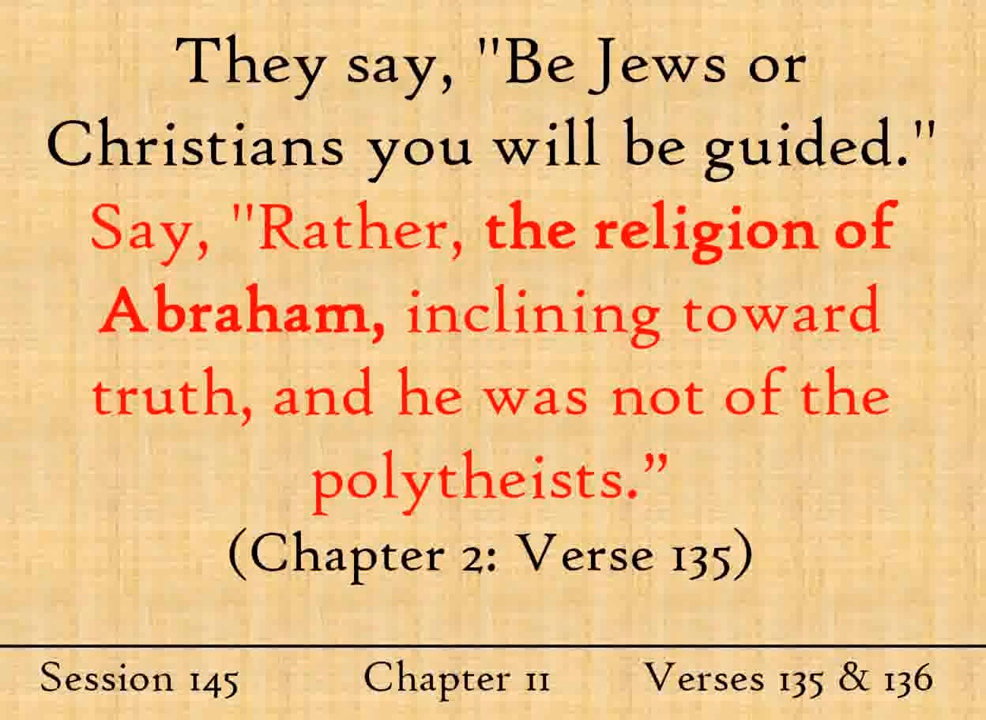 They say, "Be Jews or
Christians you will be guided."
Say, "Rather, the religion of
Abraham, inclining toward
truth, and he was not of the
polytheists.”
(Chapter 2: Verse 135)
Session 145 Chapter 11 Verses 135 & 136